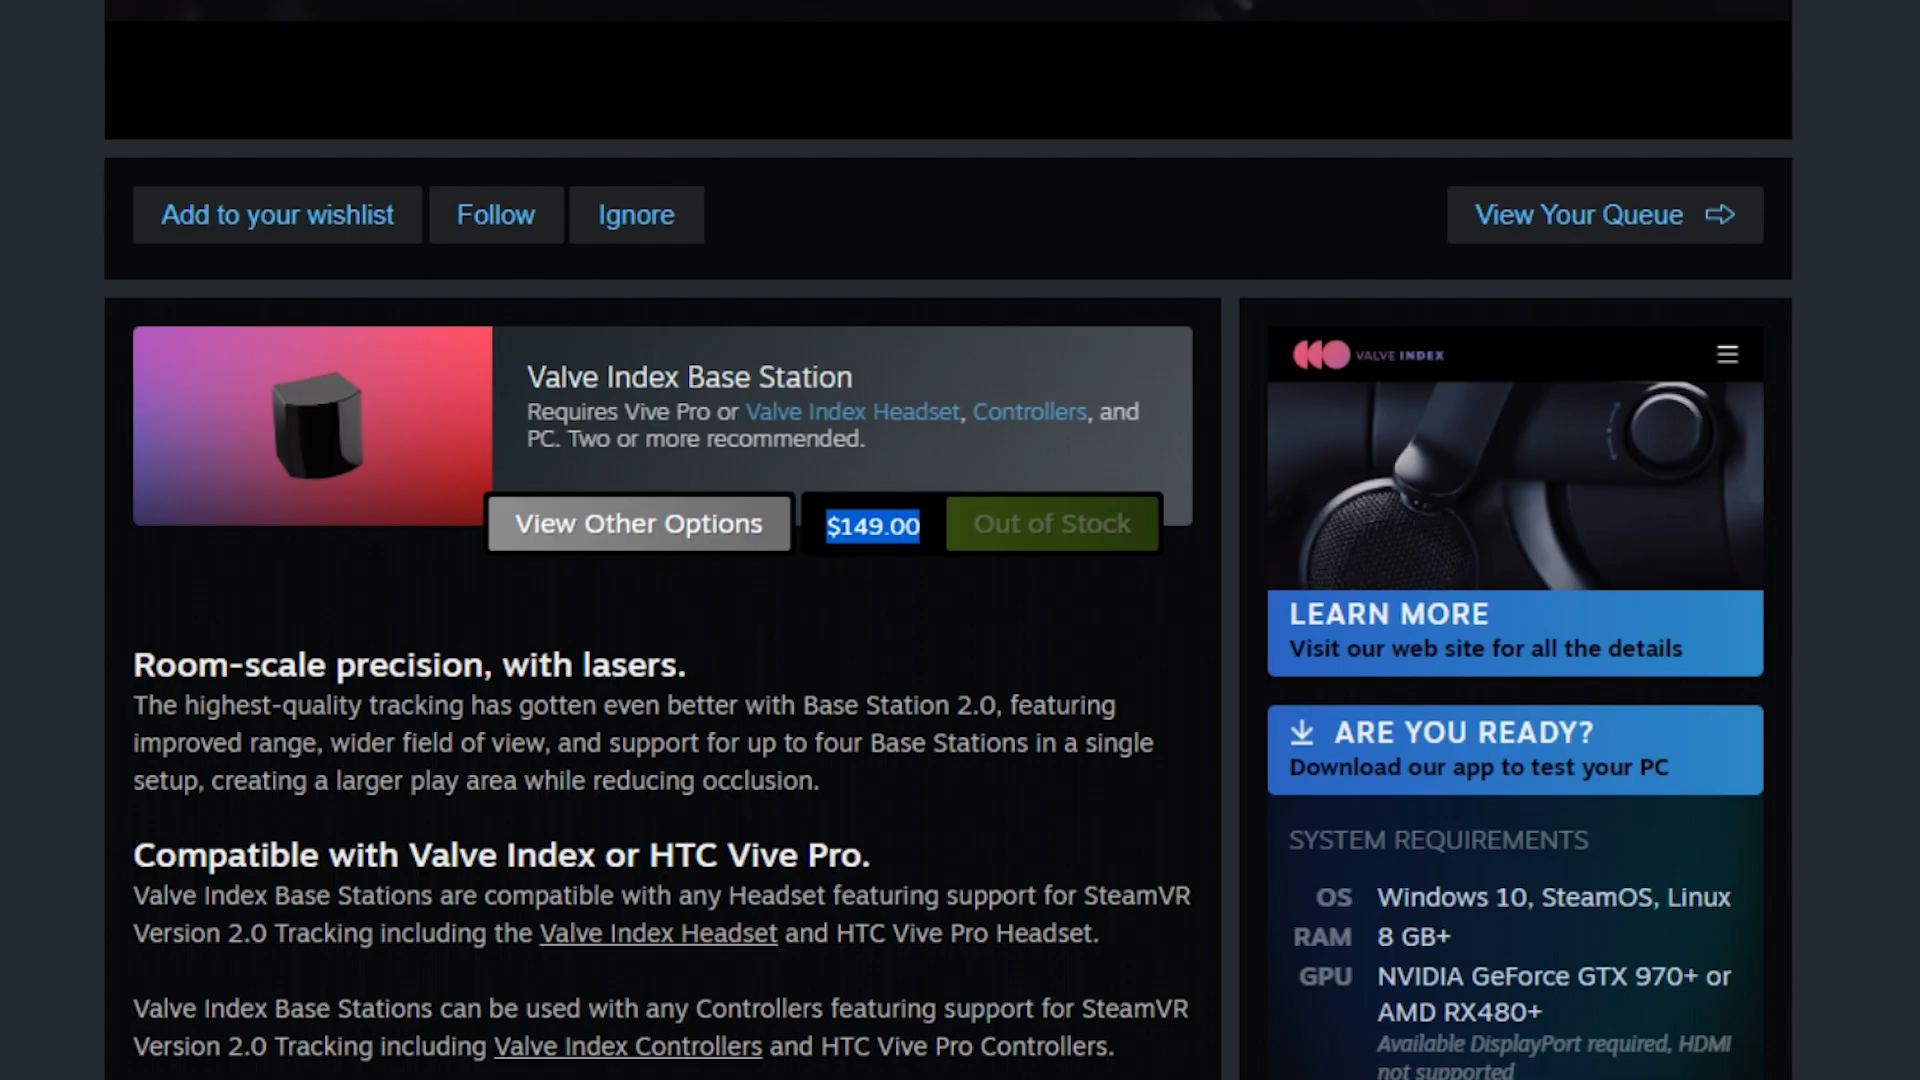 Add to your wishlist
Follow
Ignore
View Your Queue
Valve Index Base Station
Requires Vive Pro or Valve Index Headset, Controllers, and
PC. Two or more recommended.
View Other Options
$149.00
Out of Stock
Room-scale precision, with lasers.
The highest-quality tracking has gotten even better with Base Station 2.0, featuring
improved range, wider field of view, and support for up to four Base Stations in a single
setup, creating a larger play area while reducing occlusion.
Compatible with Valve Index or HTC Vive Pro.
Valve Index Base Stations are compatible with any Headset featuring support for SteamVR
Version 2.0 Tracking including the Valve Index Headset and HTC Vive Pro Headset.
Valve Index Base Stations can be used with any Controllers featuring support for SteamVR
Version 2.0 Tracking including Valve Index Controllers and HTC Vive Pro Controllers.
VALVE INDEX
LEARN MORE
Visit our web site for all the details
ARE YOU READY?
Download our app to test your PC
SYSTEM REQUIREMENTS
OS Windows 10, SteamOS, Linux
RAM 8 GB+
GPU NVIDIA GeForce GTX 970+ or
AMD RX480+
Available DisplayPort required, HDMI
not supported